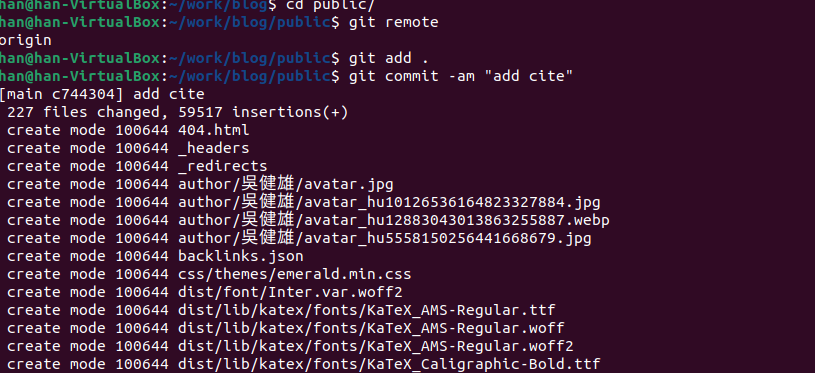 han@han-VirtualBox:~/work/blog$ cd public/
han@han-VirtualBox:~/work/blog/public$ git remote
origin
han@han-VirtualBox:~/work/blog/public$ git add .
han@han-VirtualBox:~/work/blog/public$ git commit -am "add cite"
[main c744304] add cite
 227 files changed, 59517 insertions(+)
 create mode 100644 404.html
 create mode 100644 _headers
 create mode 100644 _redirects
 create mode 100644 author/吳健雄/avatar.jpg
 create mode 100644 author/吳健雄/avatar_hu10126536164823327884.jpg
 create mode 100644 author/吳健雄/avatar_hu12883043013863255887.webp
 create mode 100644 author/吳健雄/avatar_hu5558150256441668679.jpg
 create mode 100644 backlinks.json
 create mode 100644 css/themes/emerald.min.css
 create mode 100644 dist/font/Inter.var.woff2
 create mode 100644 dist/lib/katex/fonts/KaTeX_AMS-Regular.ttf
 create mode 100644 dist/lib/katex/fonts/KaTeX_AMS-Regular.woff
 create mode 100644 dist/lib/katex/fonts/KaTeX_AMS-Regular.woff2
 create mode 100644 dist/lib/katex/fonts/KaTeX_Caligraphic-Bold.ttf